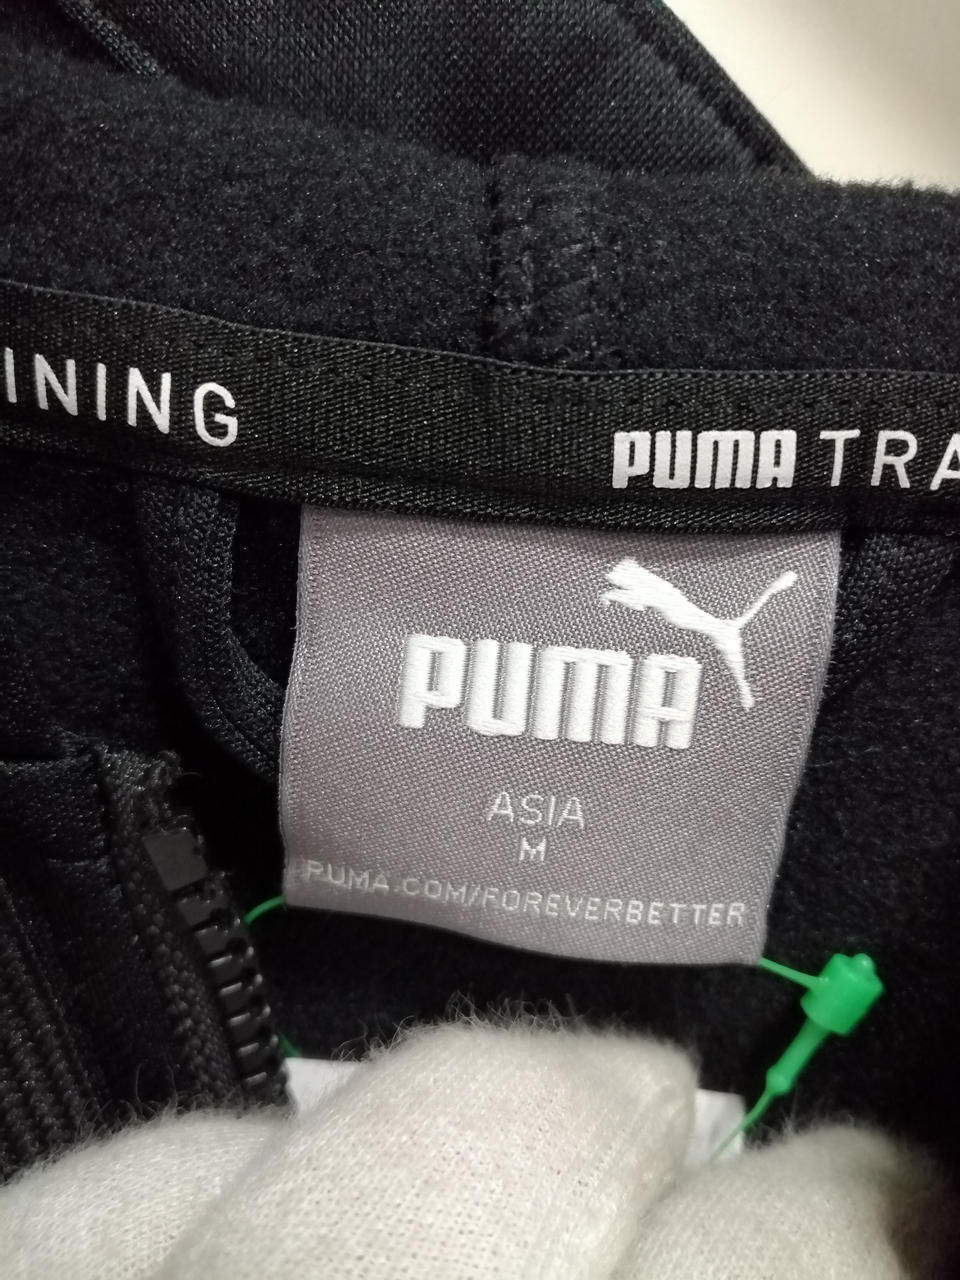 INING PUMA TRA
PUMA
ASIA
M
PUMA.COM/FOREVERBETTER